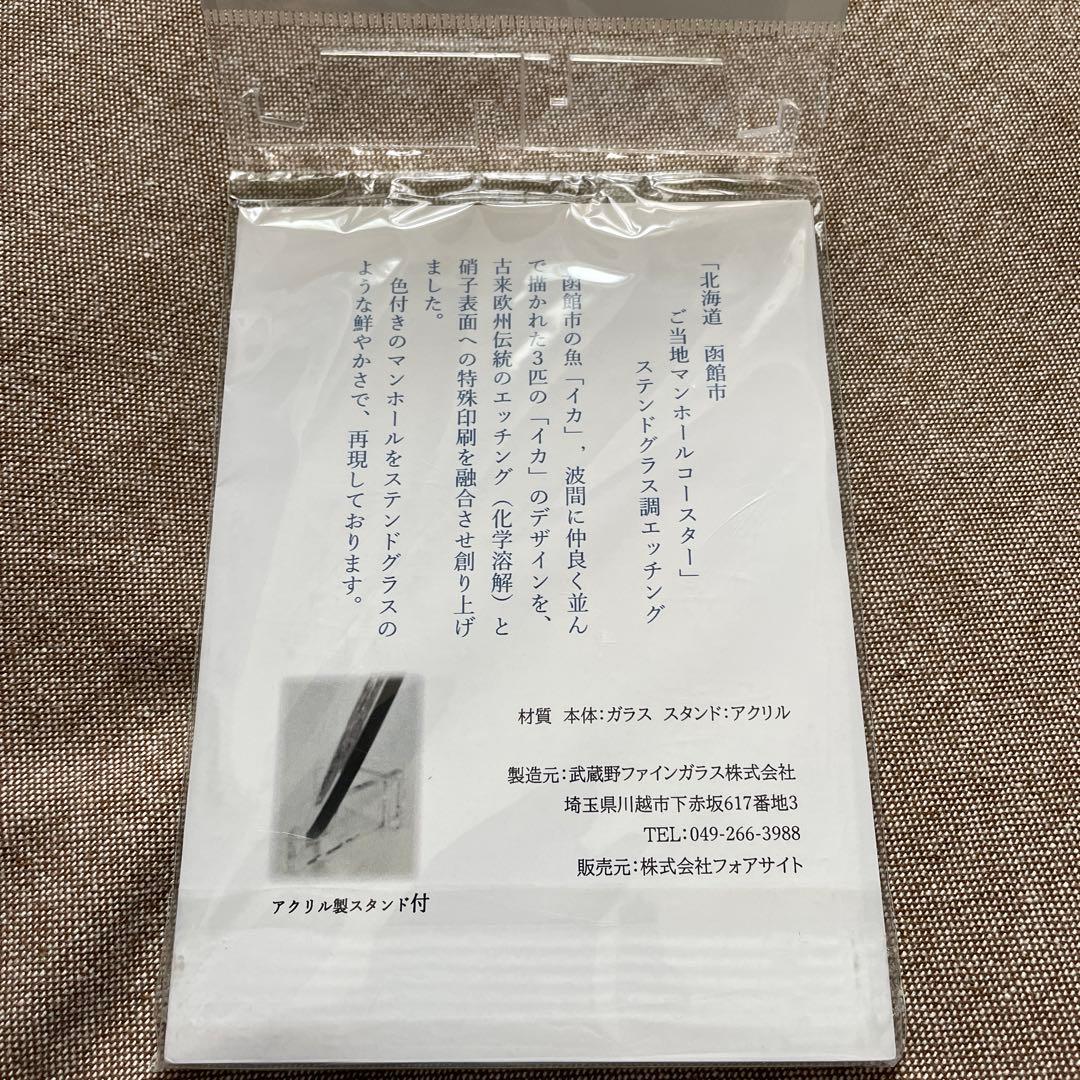 「北海道　函館市
ご当地マンホールコースター」
ステンドグラス調エッチング
函館市の魚「イカ」，波間に仲良く並ん
で描かれた３匹の「イカ」のデザインを、
古来欧州伝統のエッチング（化学溶解）と
硝子表面への特殊印刷を融合させ創り上げ
ました。
色付きのマンホールをステンドグラスの
ような鮮やかさで、再現しております。
材質　本体：ガラス　スタンド：アクリル
製造元：武蔵野ファインガラス株式会社
埼玉県川越市下赤坂617番地3
TEL：049-266-3988
販売元：株式会社フォアサイト
アクリル製スタンド付